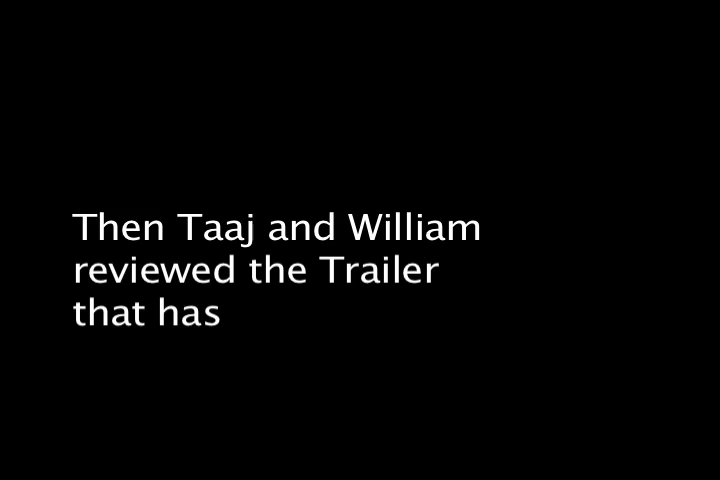 Then Taaj and William
reviewed the Trailer
that has